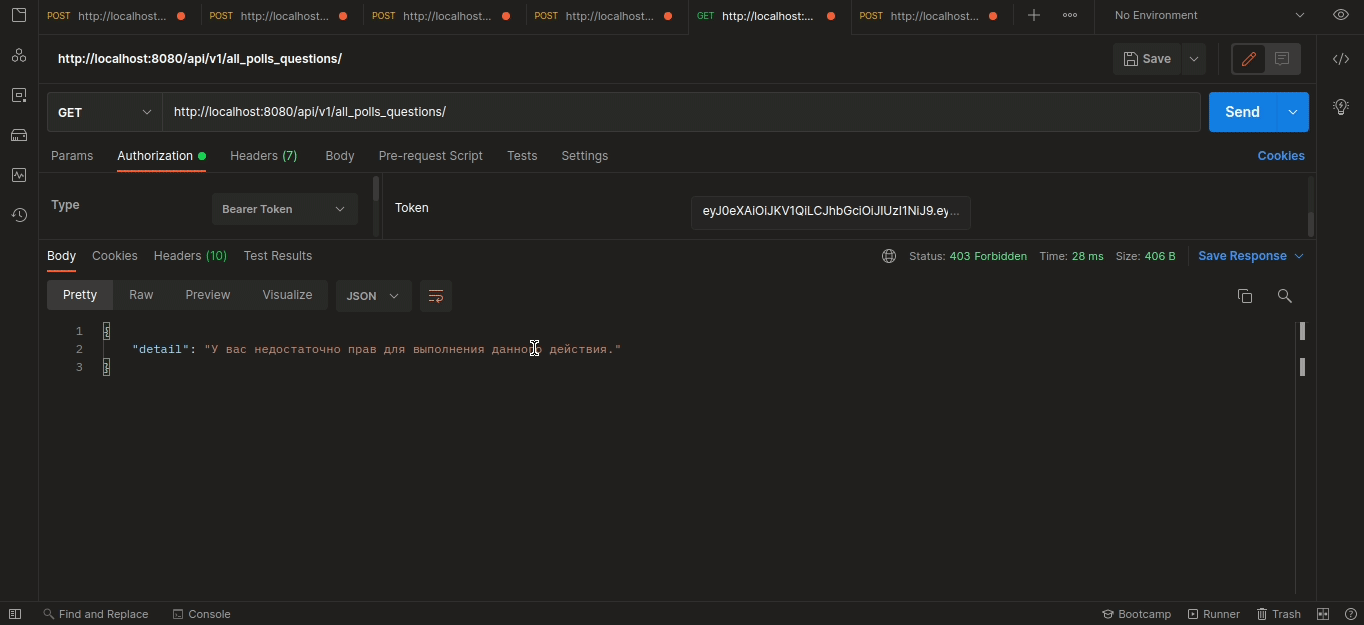 POST http://localhost... POST http://localhost... POST http://localhost... POST http://localhost... GET http://localhost:... POST http://localhost... No Environment
http://localhost:8080/api/v1/all_polls_questions/ Save
GET http://localhost:8080/api/v1/all_polls_questions/ Send
Params Authorization Headers (7) Body Pre-request Script Tests Settings Cookies
Type Bearer Token Token eyJ0eXAiOiJKV1QiLCJhbGciOiJIUzI1NiJ9.ey...
Body Cookies Headers (10) Test Results Status: 403 Forbidden Time: 28 ms Size: 406 B Save Response
Pretty Raw Preview Visualize JSON
1 {
2 "detail": "У вас недостаточно прав для выполнения данного действия."
3 }
Find and Replace Console Bootcamp Runner Trash